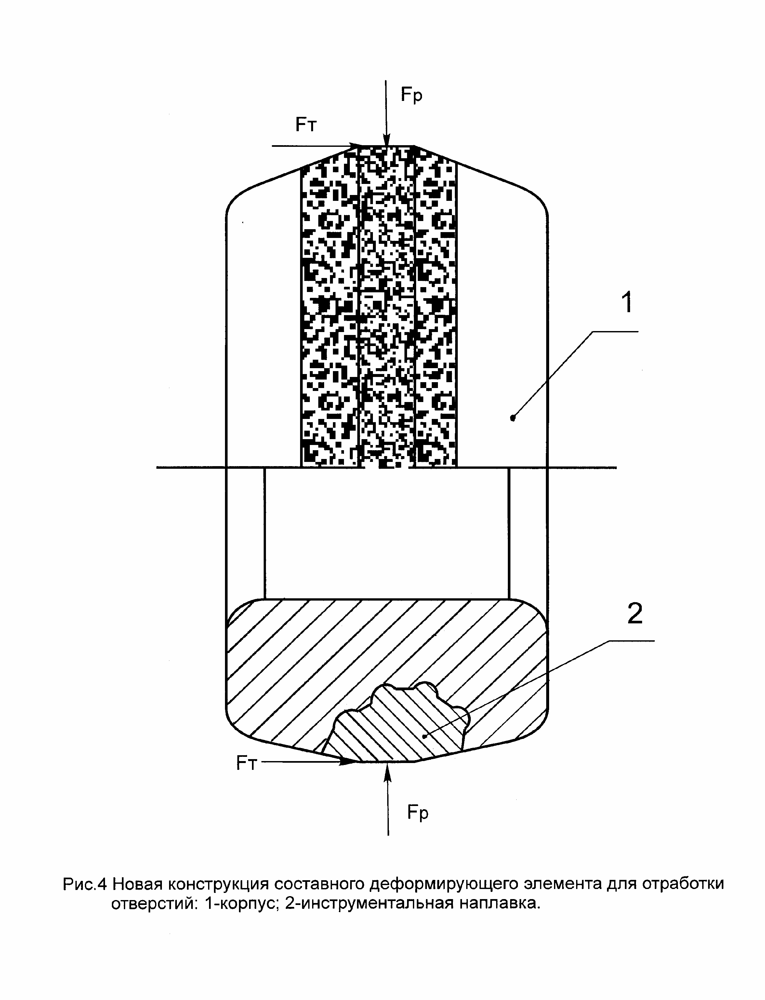 Fр
Fт
1
2
Fт
Fр
Рис.4 Новая конструкция составного деформирующего элемента для отработки
отверстий: 1-корпус; 2-инструментальная наплавка.